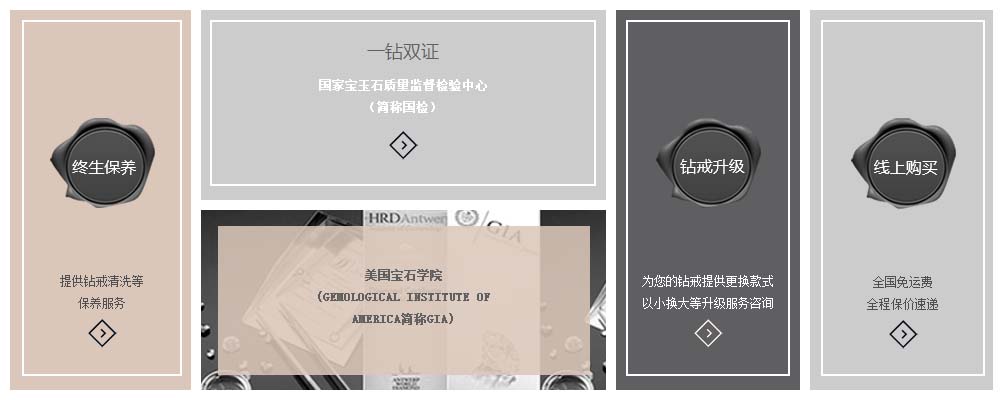 终生保养
提供钻戒清洗等
保养服务
一钻双证
国家宝玉石质量监督检验中心
（简称国检）
HRDAntwerp
GIA
美国宝石学院
(GEMOLOGICAL INSTITUTE OF
AMERICA简称GIA)
ANTWERP
WORLD
DIAMOND
钻戒升级
为您的钻戒提供更换款式
以小换大等升级服务咨询
线上购买
全国免运费
全程保价速递